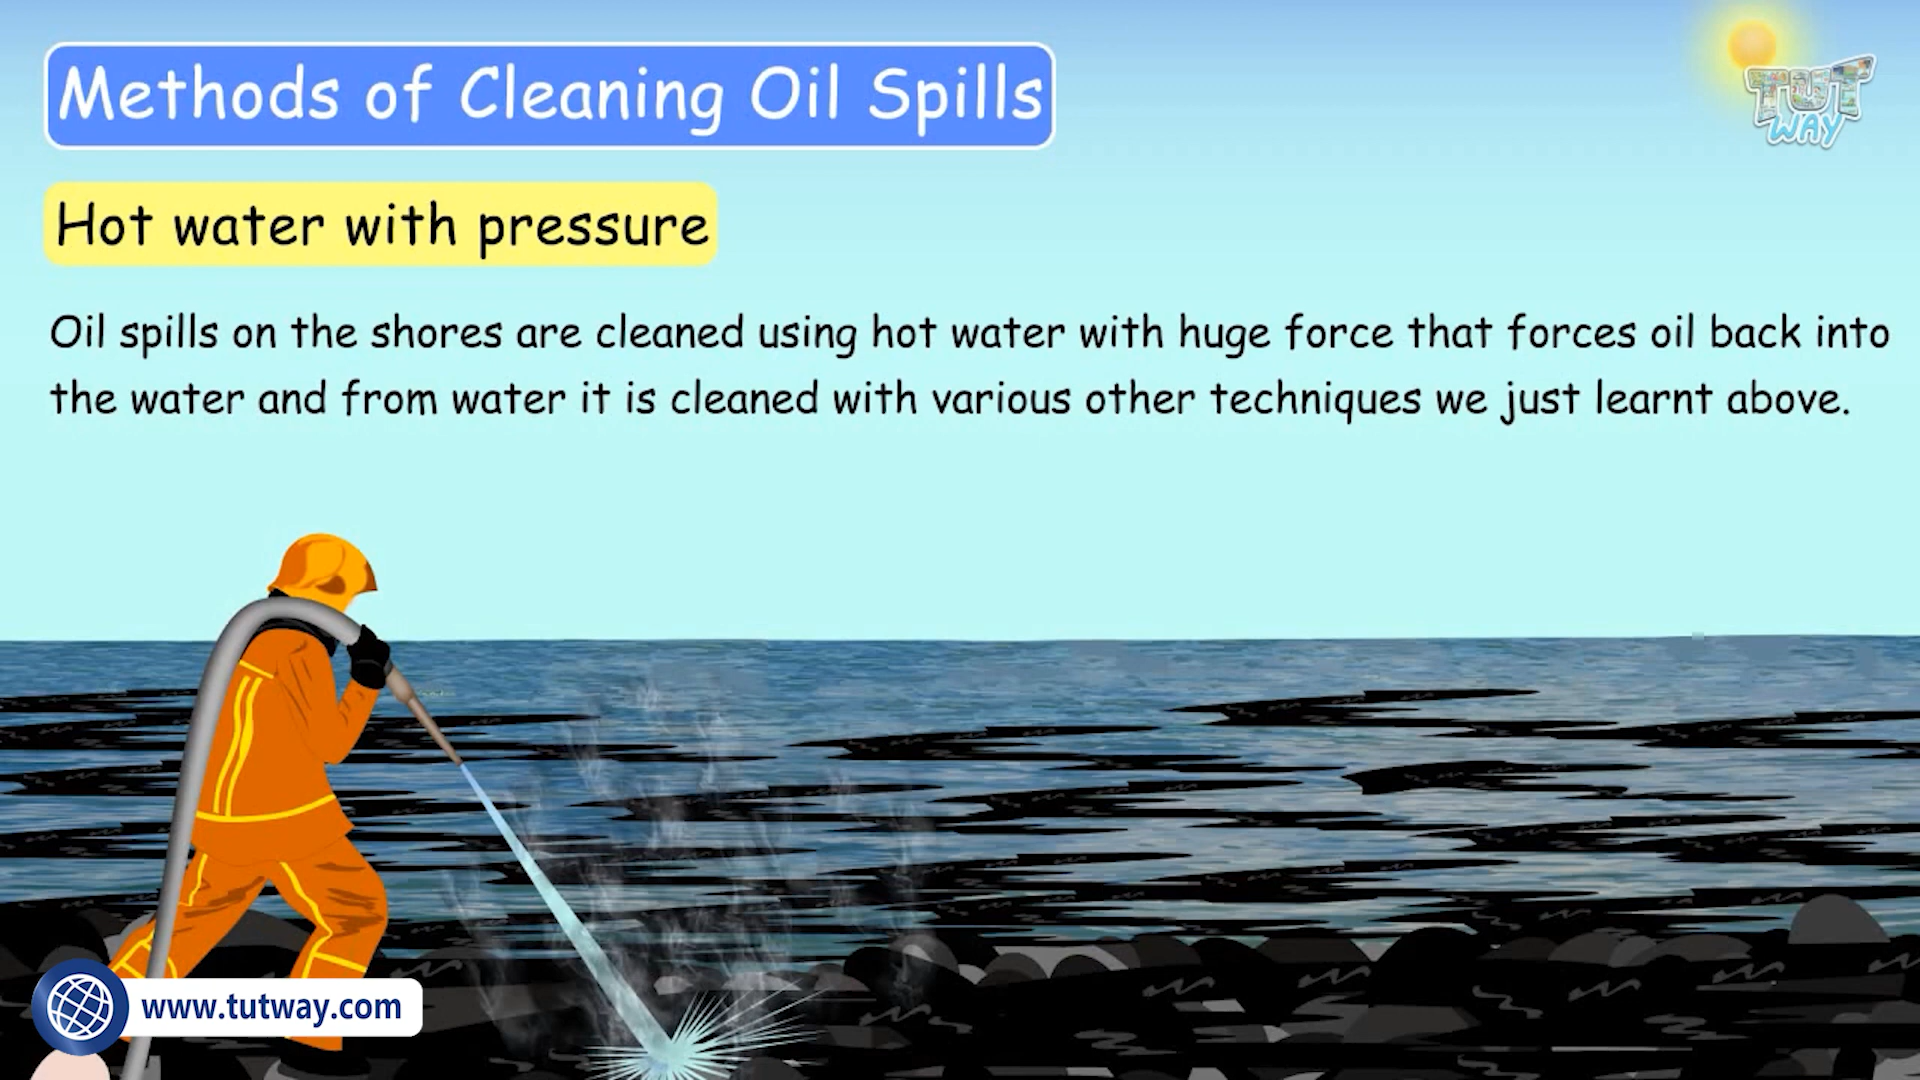 Methods of Cleaning Oil Spills
TUT
WAY
Hot water with pressure
Oil spills on the shores are cleaned using hot water with huge force that forces oil back into
the water and from water it is cleaned with various other techniques we just learnt above.
www.tutway.com